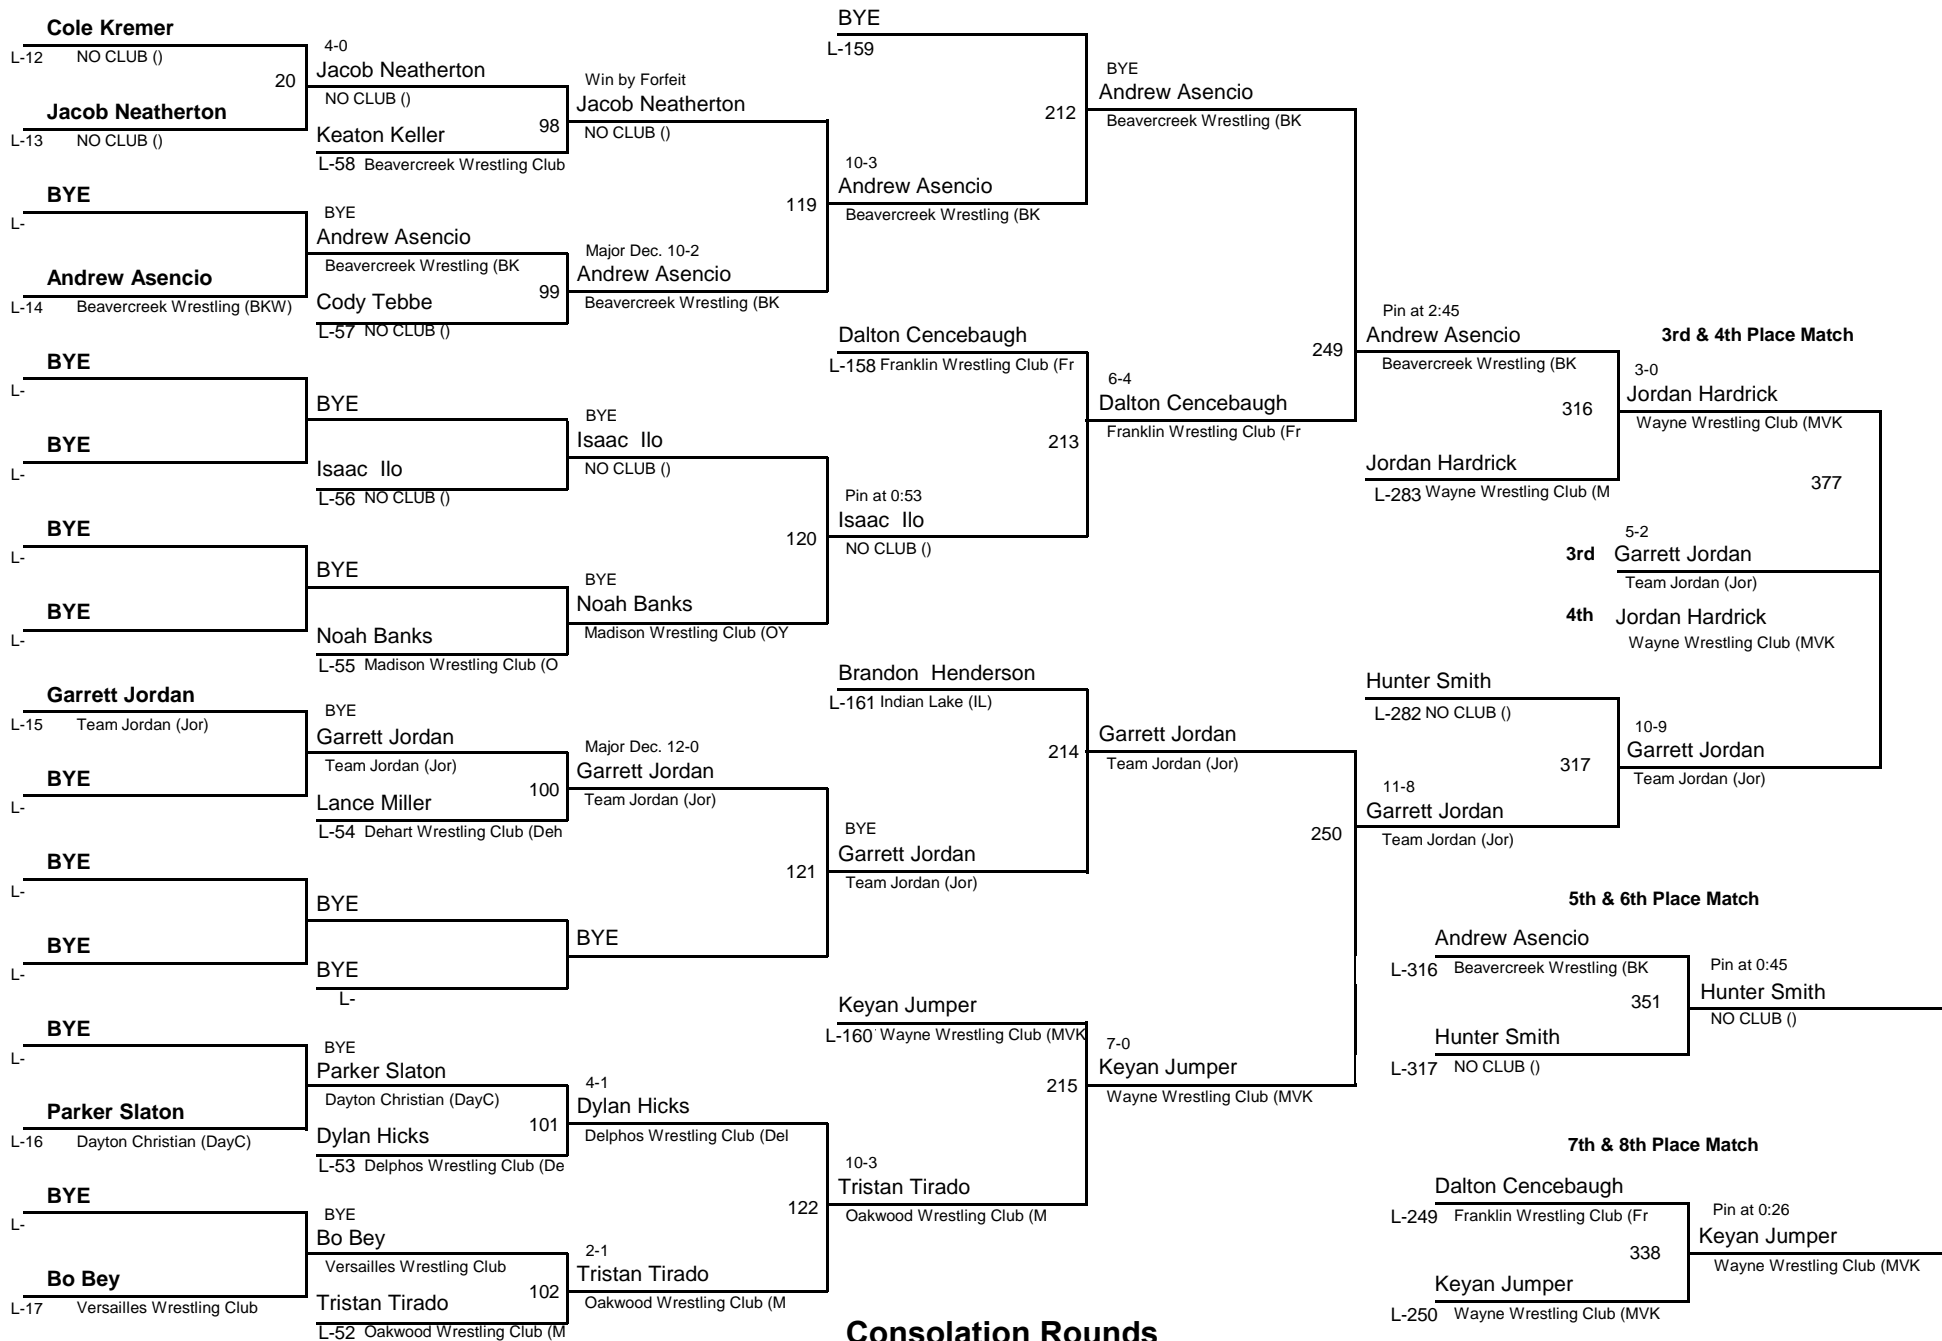 Cole Kremer
L-12 NO CLUB ()
20
Jacob Neatherton
L-13 NO CLUB ()
BYE
L-
Andrew Asencio
L-14 Beavercreek Wrestling (BKW)
BYE
L-
BYE
L-
BYE
L-
BYE
L-
Garrett Jordan
L-15 Team Jordan (Jor)
BYE
L-
BYE
L-
BYE
L-
BYE
L-
Parker Slaton
L-16 Dayton Christian (DayC)
BYE
L-
Bo Bey
L-17 Versailles Wrestling Club
4-0
Jacob Neatherton
NO CLUB ()
98
Keaton Keller
L-58 Beavercreek Wrestling Club
BYE
Andrew Asencio
Beavercreek Wrestling (BK
99
Cody Tebbe
L-57 NO CLUB ()
BYE
Isaac Ilo
L-56 NO CLUB ()
BYE
Noah Banks
L-55 Madison Wrestling Club (O
BYE
Garrett Jordan
Team Jordan (Jor)
100
Lance Miller
L-54 Dehart Wrestling Club (Deh
BYE
BYE
L-
BYE
Parker Slaton
Dayton Christian (DayC)
101
Dylan Hicks
L-53 Delphos Wrestling Club (De
BYE
Bo Bey
Versailles Wrestling Club
102
Tristan Tirado
L-52 Oakwood Wrestling Club (M
Win by Forfeit
Jacob Neatherton
NO CLUB ()
119
Major Dec. 10-2
Andrew Asencio
Beavercreek Wrestling (BK
BYE
Isaac Ilo
NO CLUB ()
120
BYE
Noah Banks
Madison Wrestling Club (OY
Major Dec. 12-0
Garrett Jordan
Team Jordan (Jor)
121
BYE
4-1
Dylan Hicks
Delphos Wrestling Club (Del
122
2-1
Tristan Tirado
Oakwood Wrestling Club (M
BYE
L-159
212
10-3
Andrew Asencio
Beavercreek Wrestling (BK
Dalton Cencebaugh
L-158 Franklin Wrestling Club (Fr
213
Pin at 0:53
Isaac Ilo
NO CLUB ()
Brandon Henderson
L-161 Indian Lake (IL)
214
BYE
Garrett Jordan
Team Jordan (Jor)
Keyan Jumper
L-160 Wayne Wrestling Club (MVK
215
10-3
Tristan Tirado
Oakwood Wrestling Club (M
BYE
Andrew Asencio
Beavercreek Wrestling (BK
249
6-4
Dalton Cencebaugh
Franklin Wrestling Club (Fr
Garrett Jordan
Team Jordan (Jor)
250
7-0
Keyan Jumper
Wayne Wrestling Club (MVK
Pin at 2:45
Andrew Asencio
Beavercreek Wrestling (BK
316
Jordan Hardrick
L-283 Wayne Wrestling Club (M
Hunter Smith
L-282 NO CLUB ()
317
11-8
Garrett Jordan
Team Jordan (Jor)
3rd & 4th Place Match
3-0
Jordan Hardrick
Wayne Wrestling Club (MVK
377
5-2
3rd Garrett Jordan
Team Jordan (Jor)
4th Jordan Hardrick
Wayne Wrestling Club (MVK
10-9
Garrett Jordan
Team Jordan (Jor)
5th & 6th Place Match
Andrew Asencio
L-316 Beavercreek Wrestling (BK
351
Hunter Smith
L-317 NO CLUB ()
Pin at 0:45
Hunter Smith
NO CLUB ()
7th & 8th Place Match
Dalton Cencebaugh
L-249 Franklin Wrestling Club (Fr
338
Keyan Jumper
L-250 Wayne Wrestling Club (MVK
Pin at 0:26
Keyan Jumper
Wayne Wrestling Club (MVK
Consolation Rounds